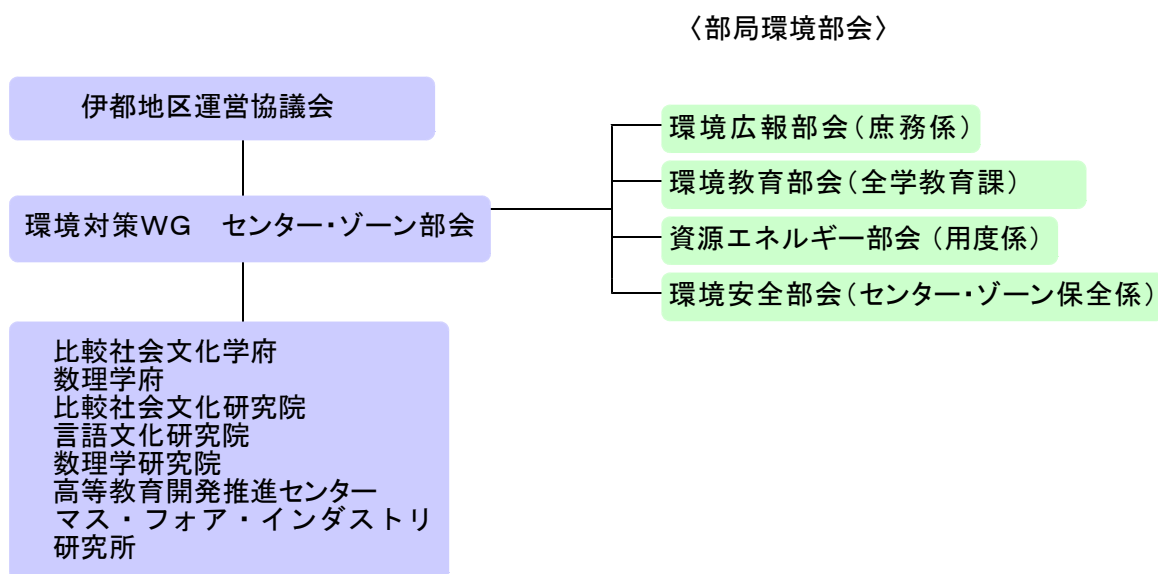 〈部局環境部会〉
伊都地区運営協議会
環境対策WG　センター・ゾーン部会
環境広報部会(庶務係)
環境教育部会(全学教育課)
資源エネルギー部会 (用度係)
環境安全部会(センター・ゾーン保全係)
比較社会文化学府
数理学府
比較社会文化研究院
言語文化研究院
数理学研究院
高等教育開発推進センター
マス・フォア・インダストリ
研究所